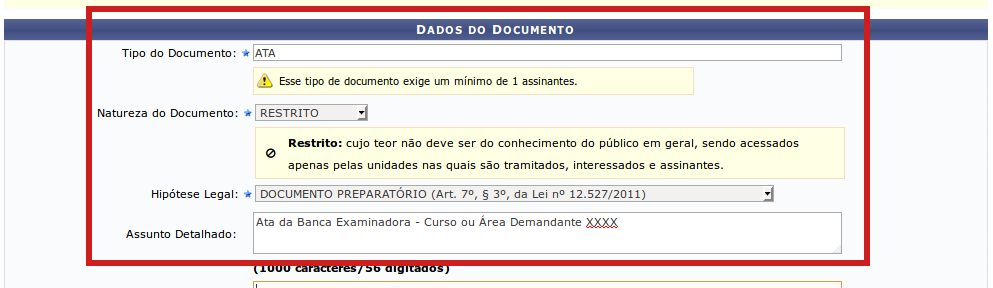 DADOS DO DOCUMENTO
Tipo do Documento: ATA
Esse tipo de documento exige um mínimo de 1 assinantes.
Natureza do Documento: RESTRITO
Restrito: cujo teor não deve ser do conhecimento do público em geral, sendo acessados
apenas pelas unidades nas quais são tramitados, interessados e assinantes.
Hipótese Legal: DOCUMENTO PREPARATÓRIO (Art. 7º, § 3º, da Lei nº 12.527/2011)
Assunto Detalhado: Ata da Banca Examinadora - Curso ou Área Demandante XXXX
(1000 caracteres/56 digitados)